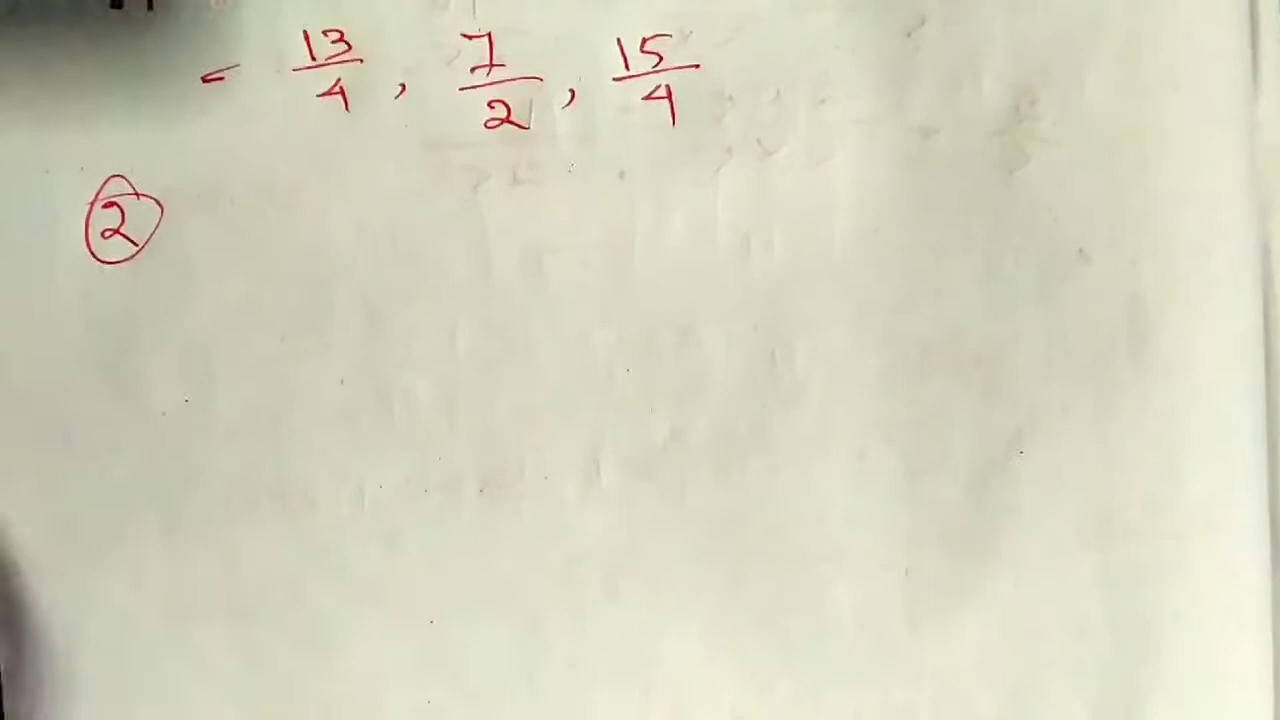 = 13/4, 7/2, 15/4
2